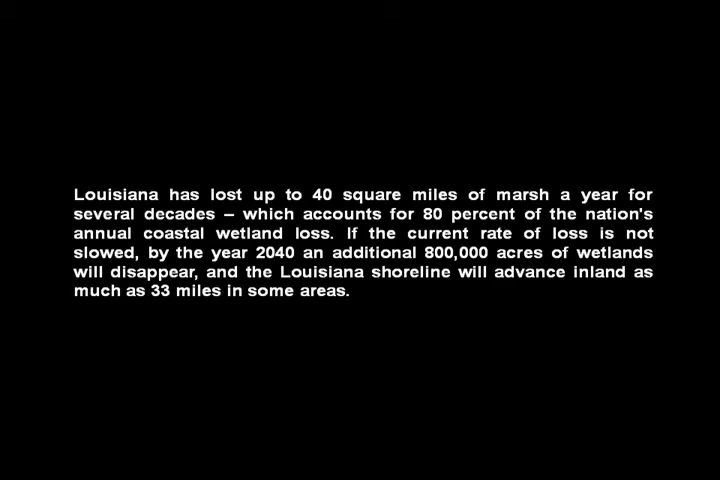 Louisiana has lost up to 40 square miles of marsh a year for
several decades – which accounts for 80 percent of the nation's
annual coastal wetland loss. If the current rate of loss is not
slowed, by the year 2040 an additional 800,000 acres of wetlands
will disappear, and the Louisiana shoreline will advance inland as
much as 33 miles in some areas.